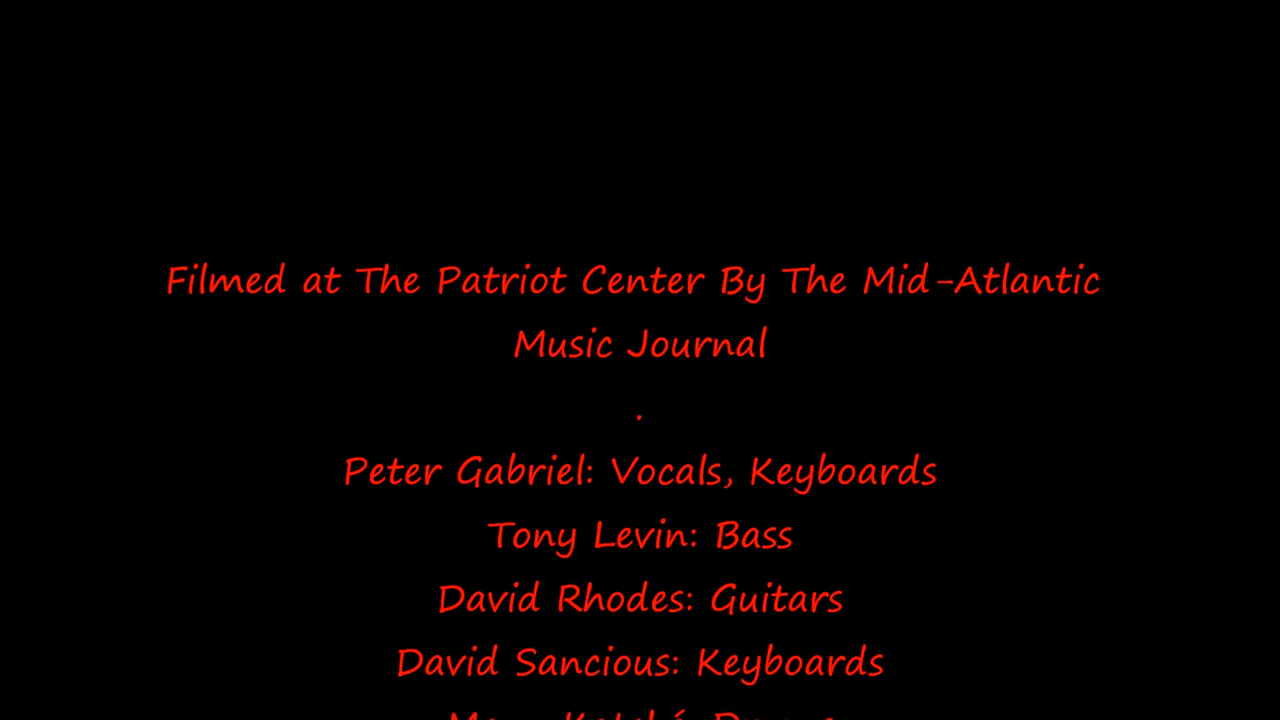 Filmed at The Patriot Center By The Mid-Atlantic
Music Journal
.
Peter Gabriel: Vocals, Keyboards
Tony Levin: Bass
David Rhodes: Guitars
David Sancious: Keyboards